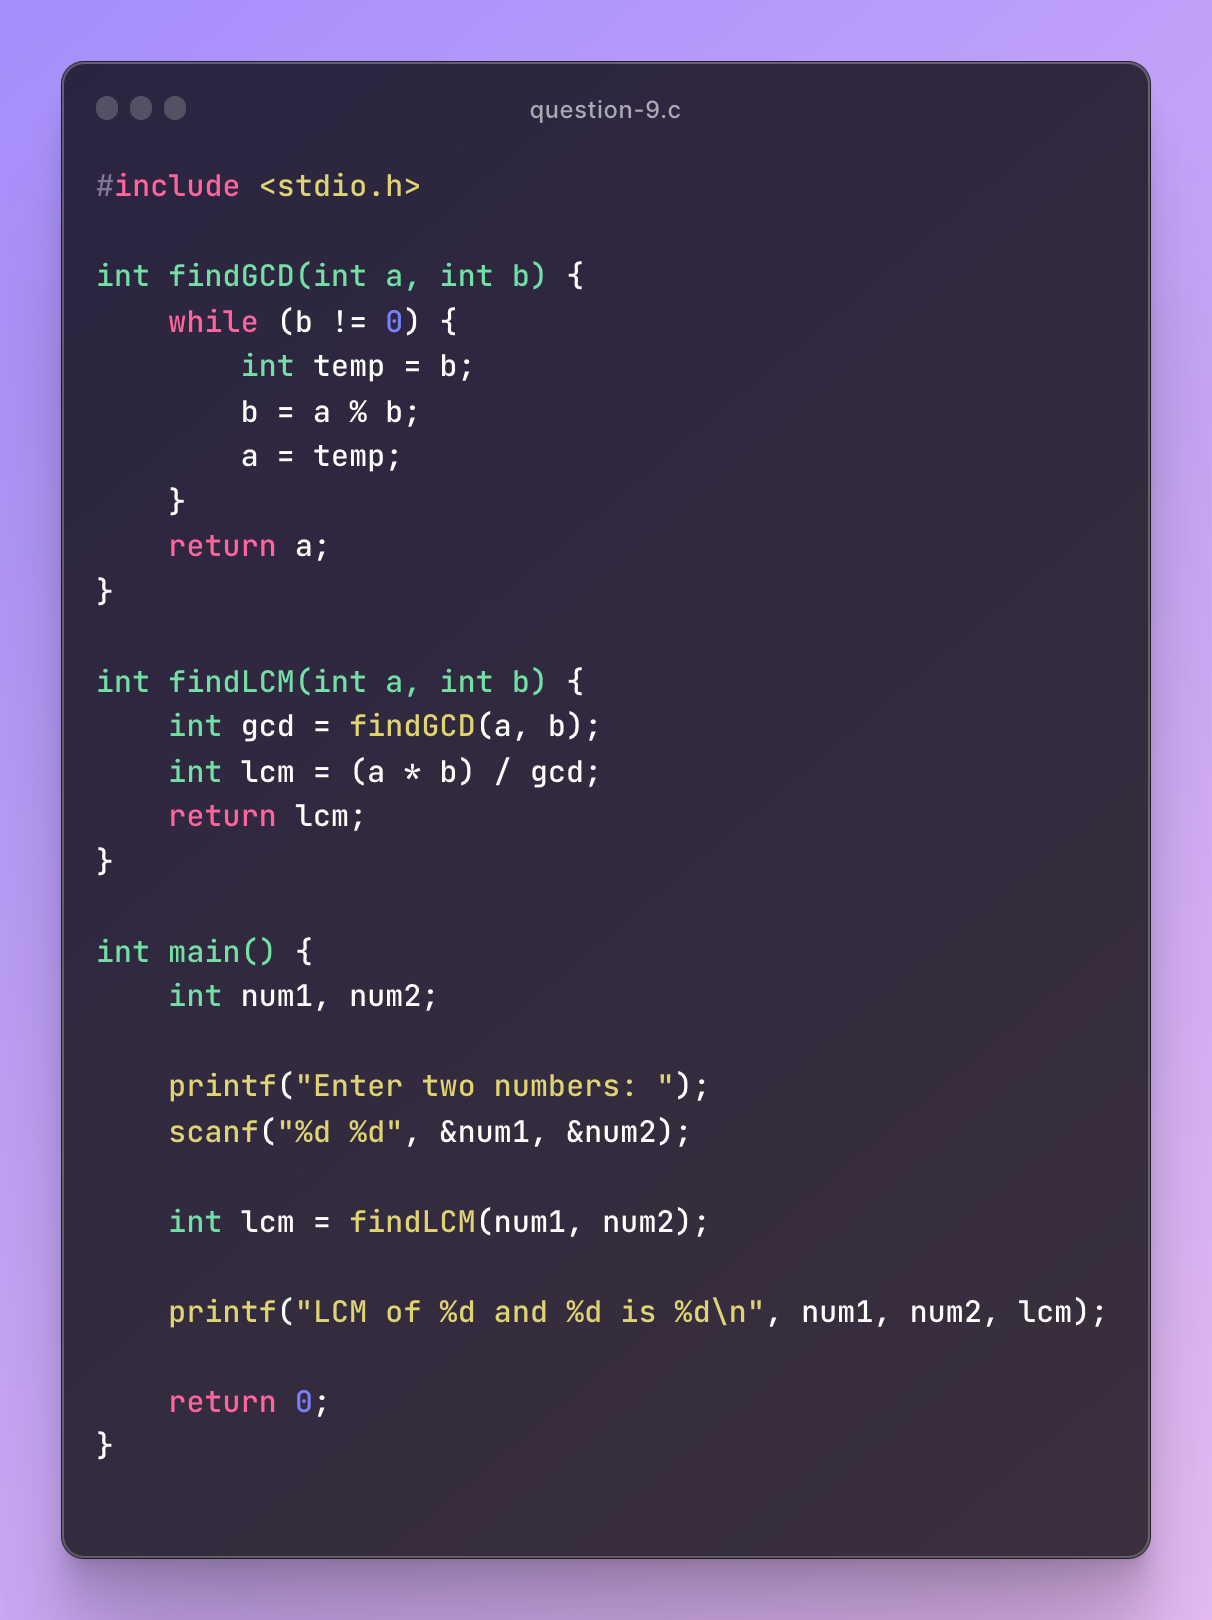 question-9.c
#include <stdio.h>

int findGCD(int a, int b) {
    while (b != 0) {
        int temp = b;
        b = a % b;
        a = temp;
    }
    return a;
}

int findLCM(int a, int b) {
    int gcd = findGCD(a, b);
    int lcm = (a * b) / gcd;
    return lcm;
}

int main() {
    int num1, num2;

    printf("Enter two numbers: ");
    scanf("%d %d", &num1, &num2);

    int lcm = findLCM(num1, num2);

    printf("LCM of %d and %d is %d\n", num1, num2, lcm);

    return 0;
}